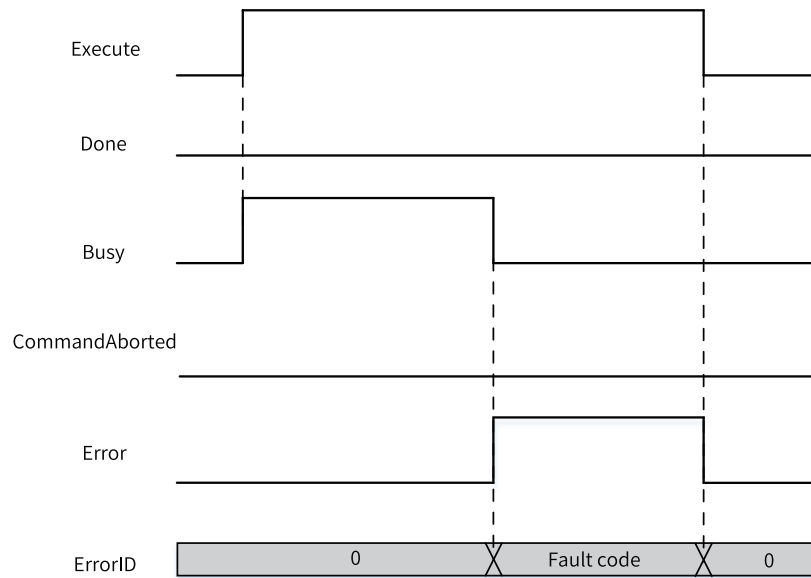 Execute
Done
Busy
CommandAborted
Error
ErrorID 0 Fault code 0